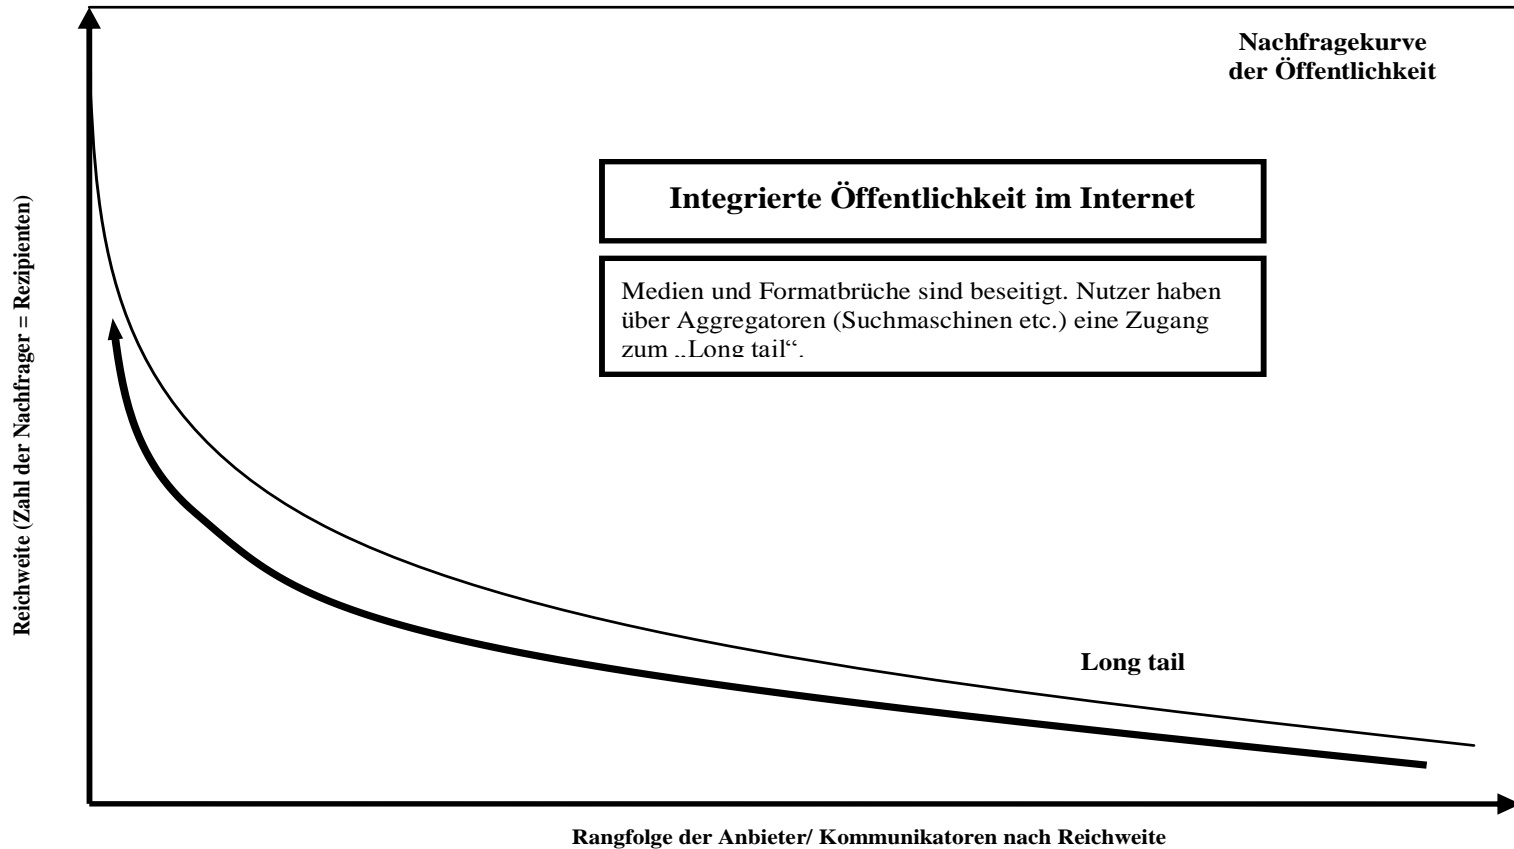 Nachfragekurve
der Öffentlichkeit
Integrierte Öffentlichkeit im Internet
Medien und Formatbrüche sind beseitigt. Nutzer haben
über Aggregatoren (Suchmaschinen etc.) eine Zugang
zum „Long tail“.
Reichweite (Zahl der Nachfrager = Rezipienten)
Long tail
Rangfolge der Anbieter/ Kommunikatoren nach Reichweite